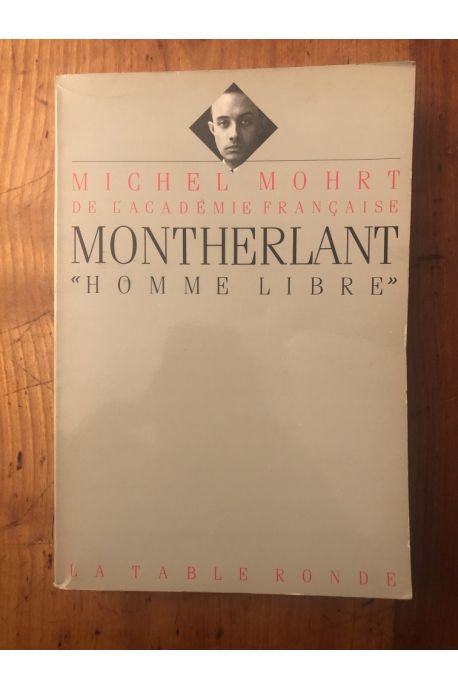 MICHEL MOHRT
DE L'ACADÉMIE FRANÇAISE
MONTHERLANT
“HOMME LIBRE”
LA TABLE RONDE